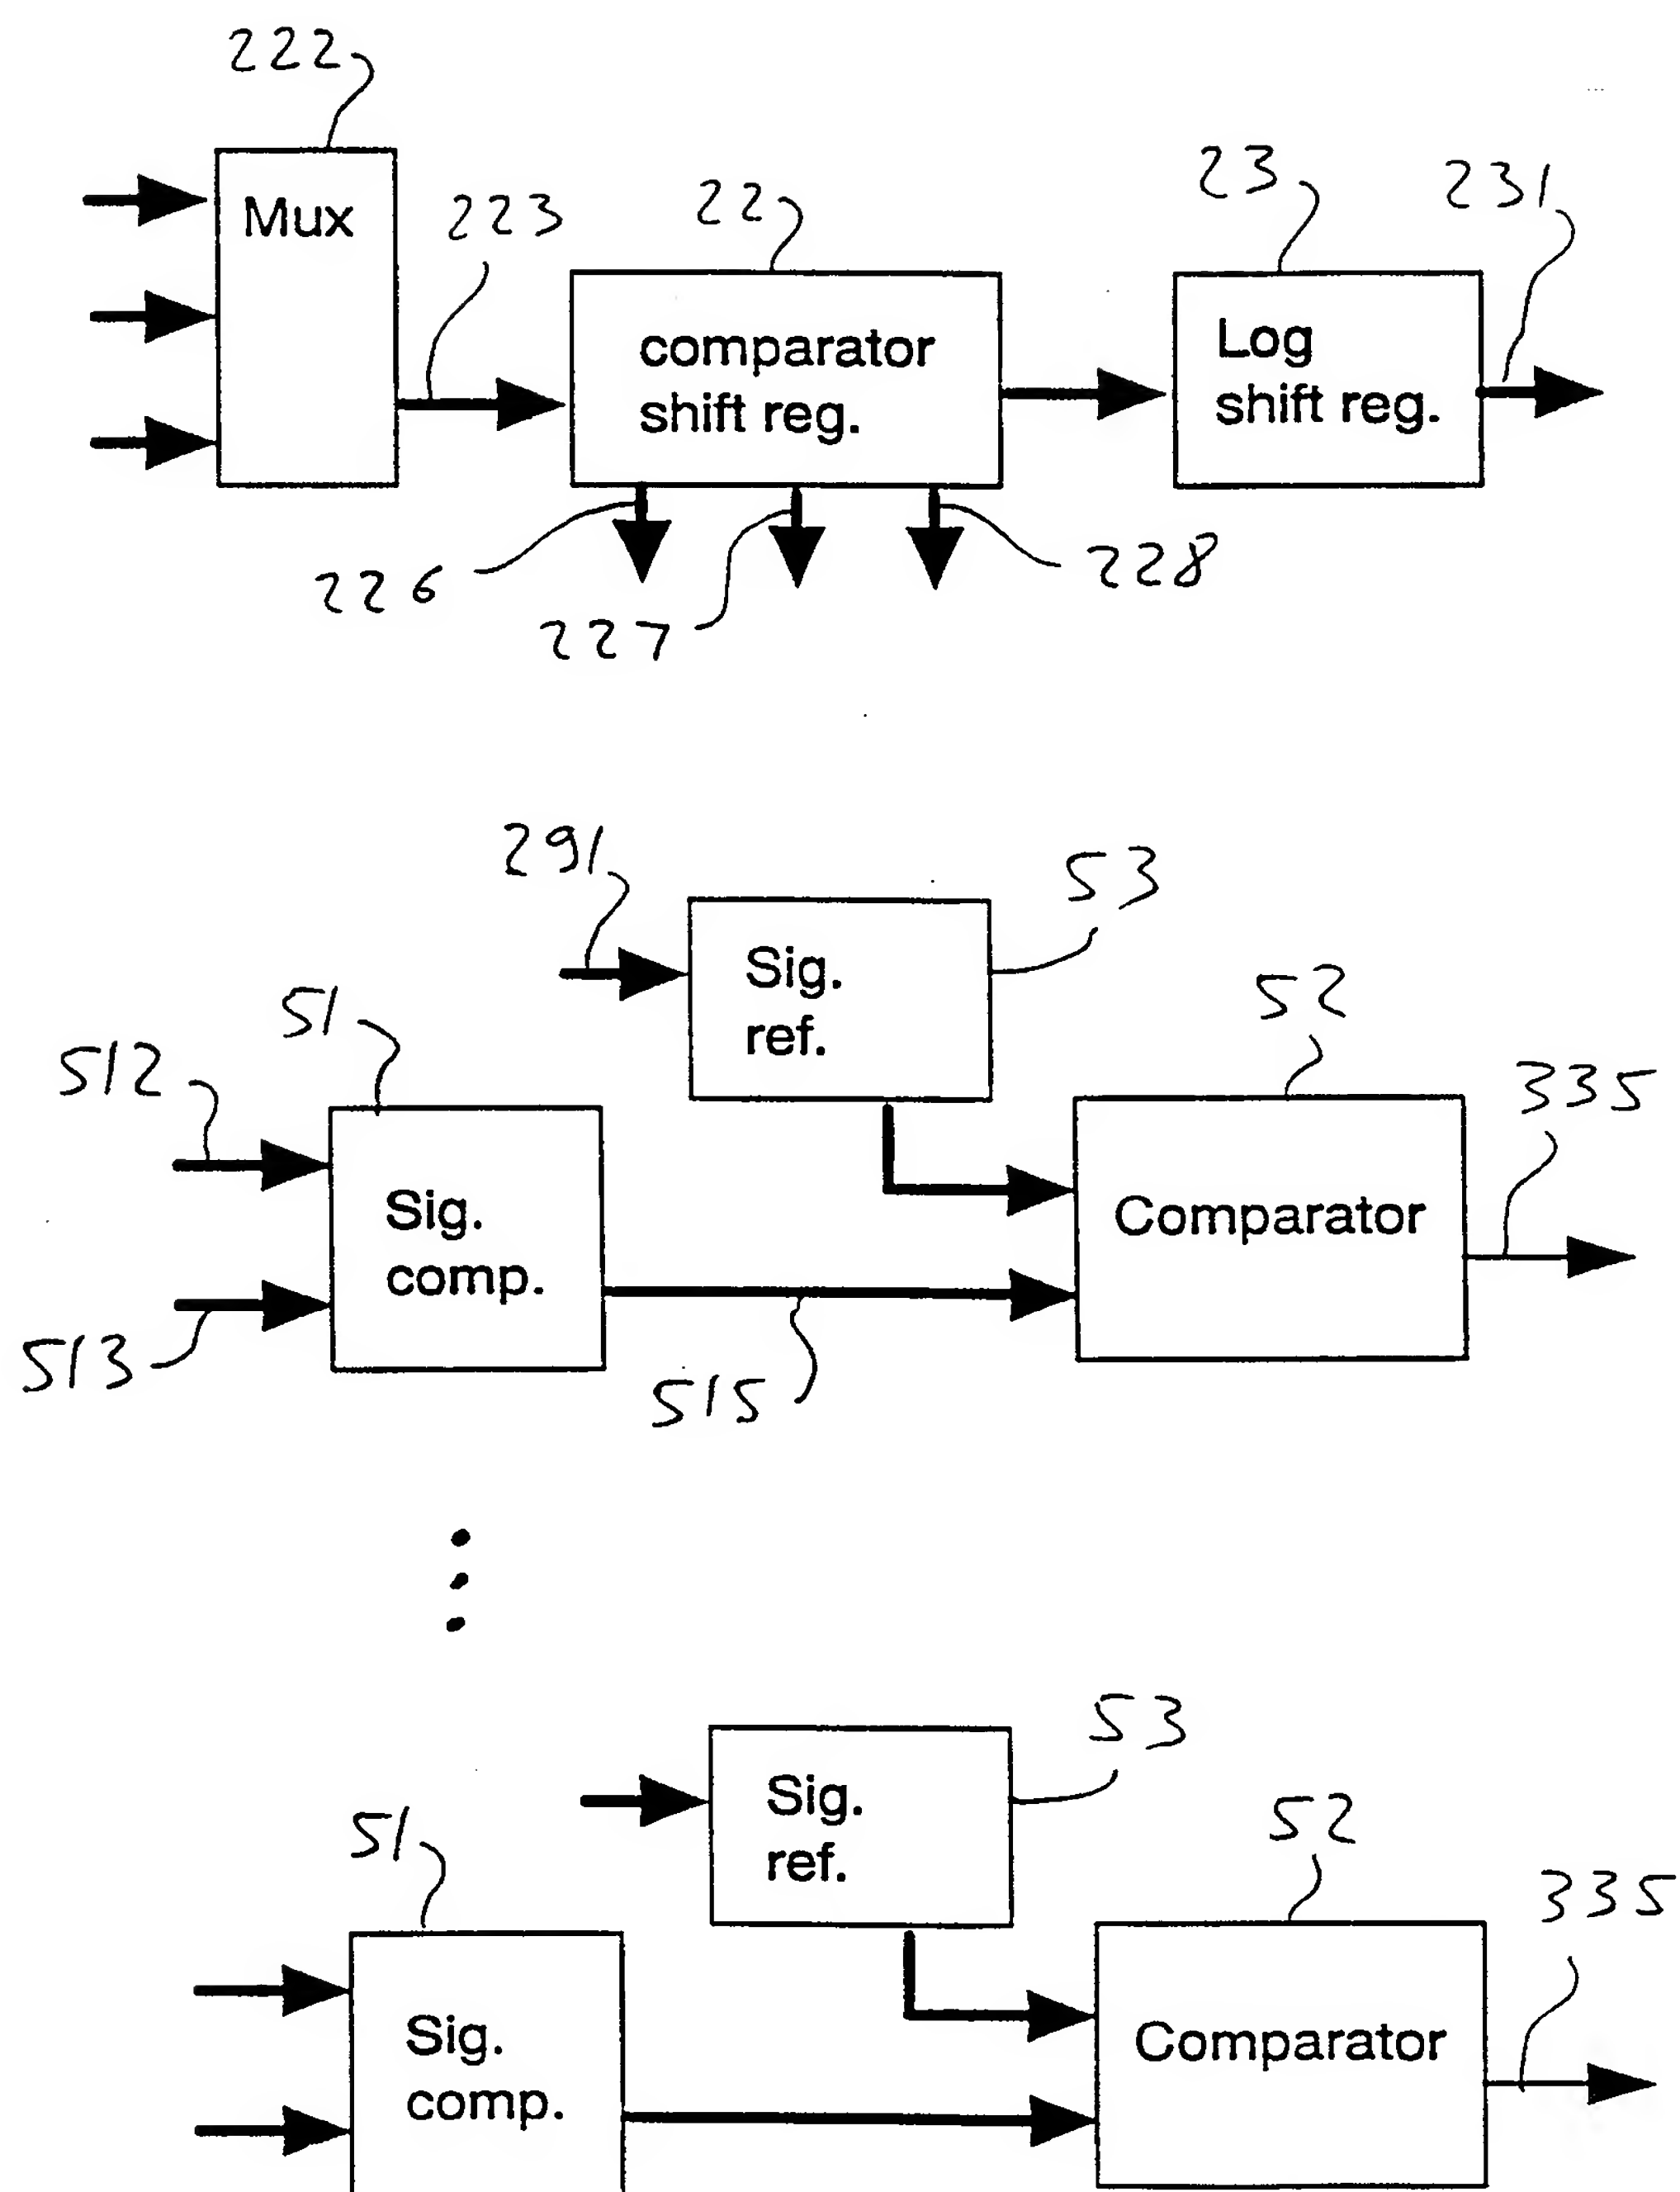 222
Mux
223
22
comparator
shift reg.
23
Log
shift reg.
231
226
227
228
291
Sig.
ref.
53
51
512
513
Sig.
comp.
515
52
Comparator
335
Sig.
ref.
53
51
Sig.
comp.
52
Comparator
335